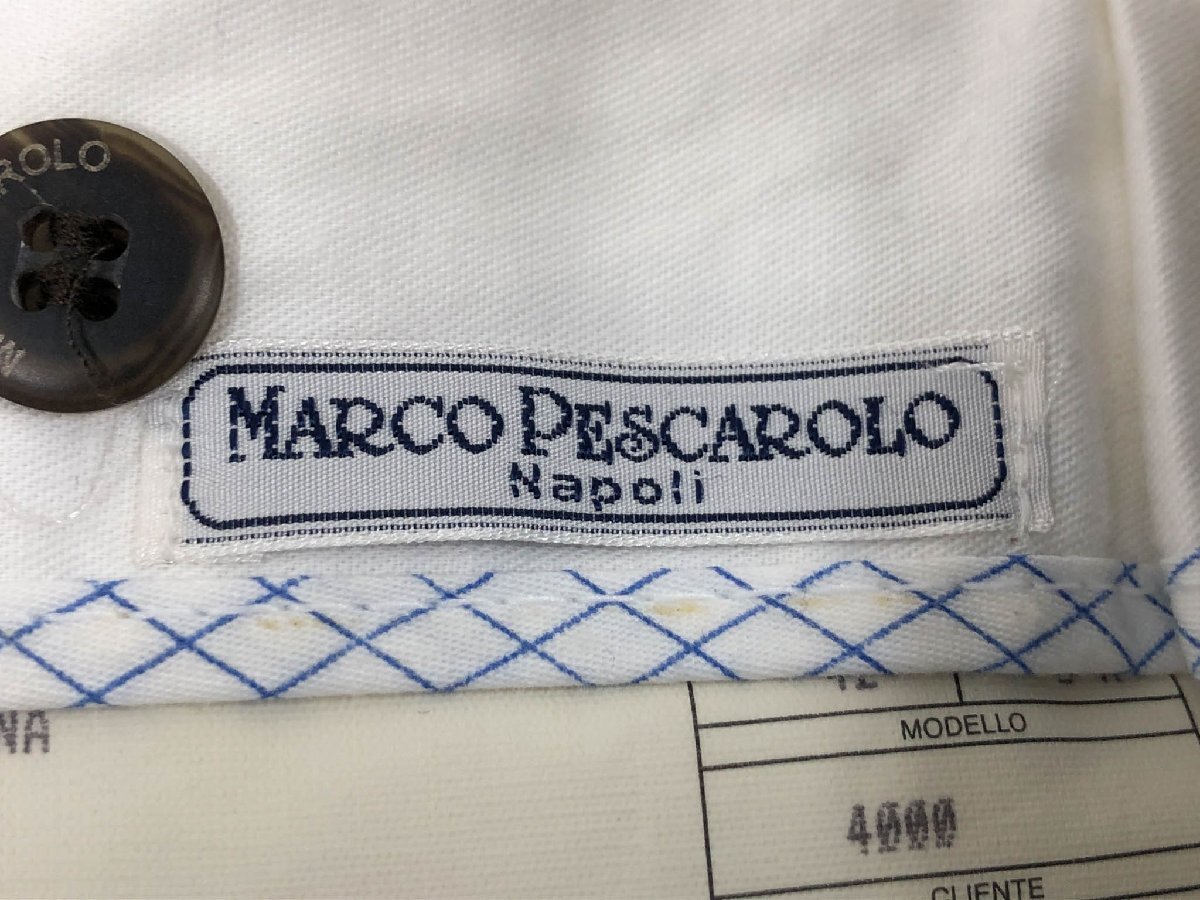 ROLO
MARCO PESCAROLO
Napoli
NA
MODELLO
4000
CLIENTE